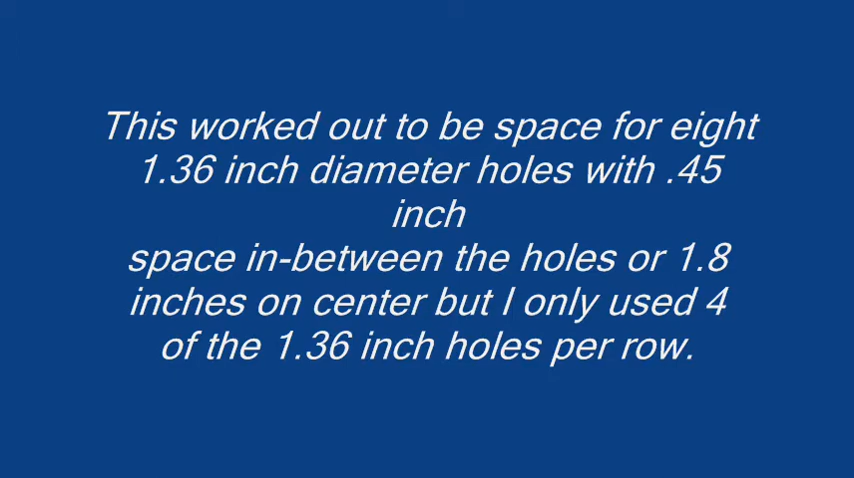 This worked out to be space for eight
1.36 inch diameter holes with .45
inch
space in-between the holes or 1.8
inches on center but I only used 4
of the 1.36 inch holes per row.